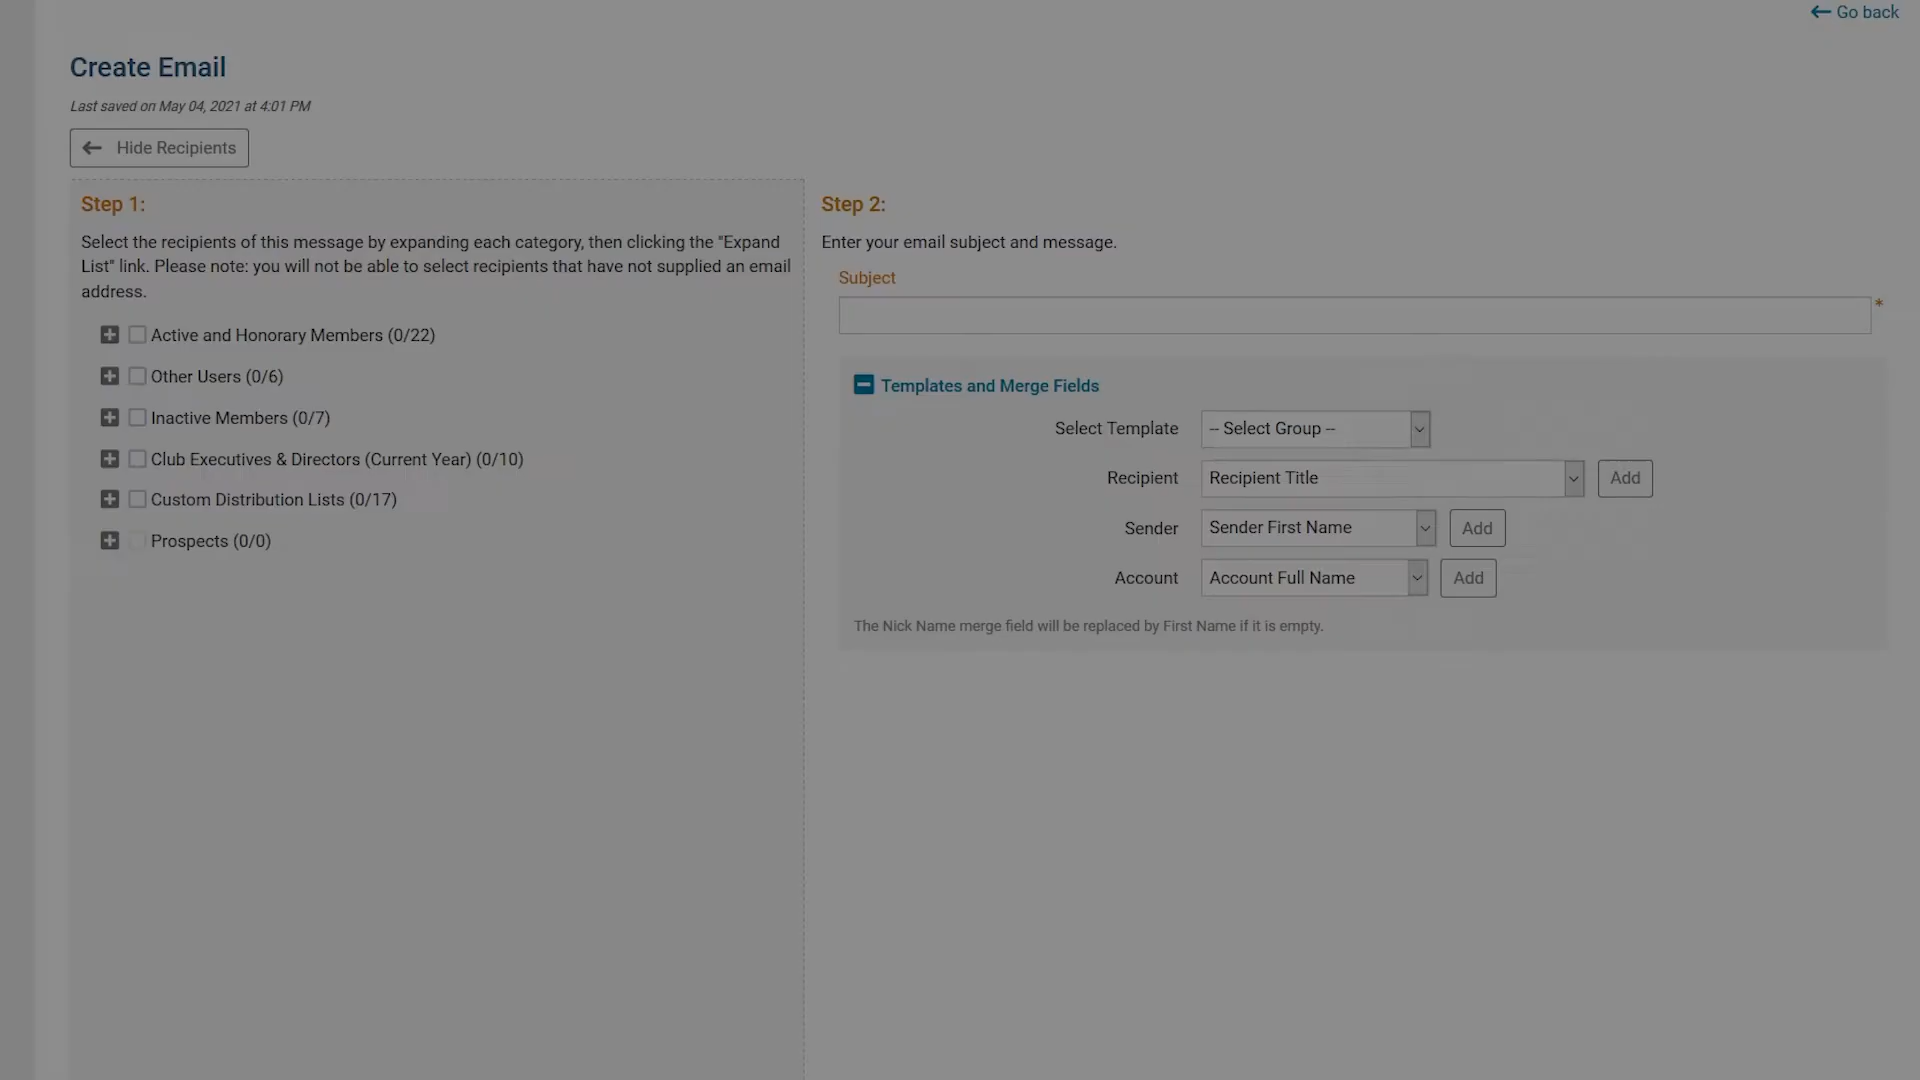 Go back
Create Email
Last saved on May 04, 2021 at 4:01 PM
Hide Recipients
Step 1:
Select the recipients of this message by expanding each category, then clicking the "Expand
List" link. Please note: you will not be able to select recipients that have not supplied an email
address.
Active and Honorary Members (0/22)
Other Users (0/6)
Inactive Members (0/7)
Club Executives & Directors (Current Year) (0/10)
Custom Distribution Lists (0/17)
Prospects (0/0)
Step 2:
Enter your email subject and message.
Subject
*
Templates and Merge Fields
Select Template -- Select Group --
Recipient Recipient Title Add
Sender Sender First Name Add
Account Account Full Name Add
The Nick Name merge field will be replaced by First Name if it is empty.